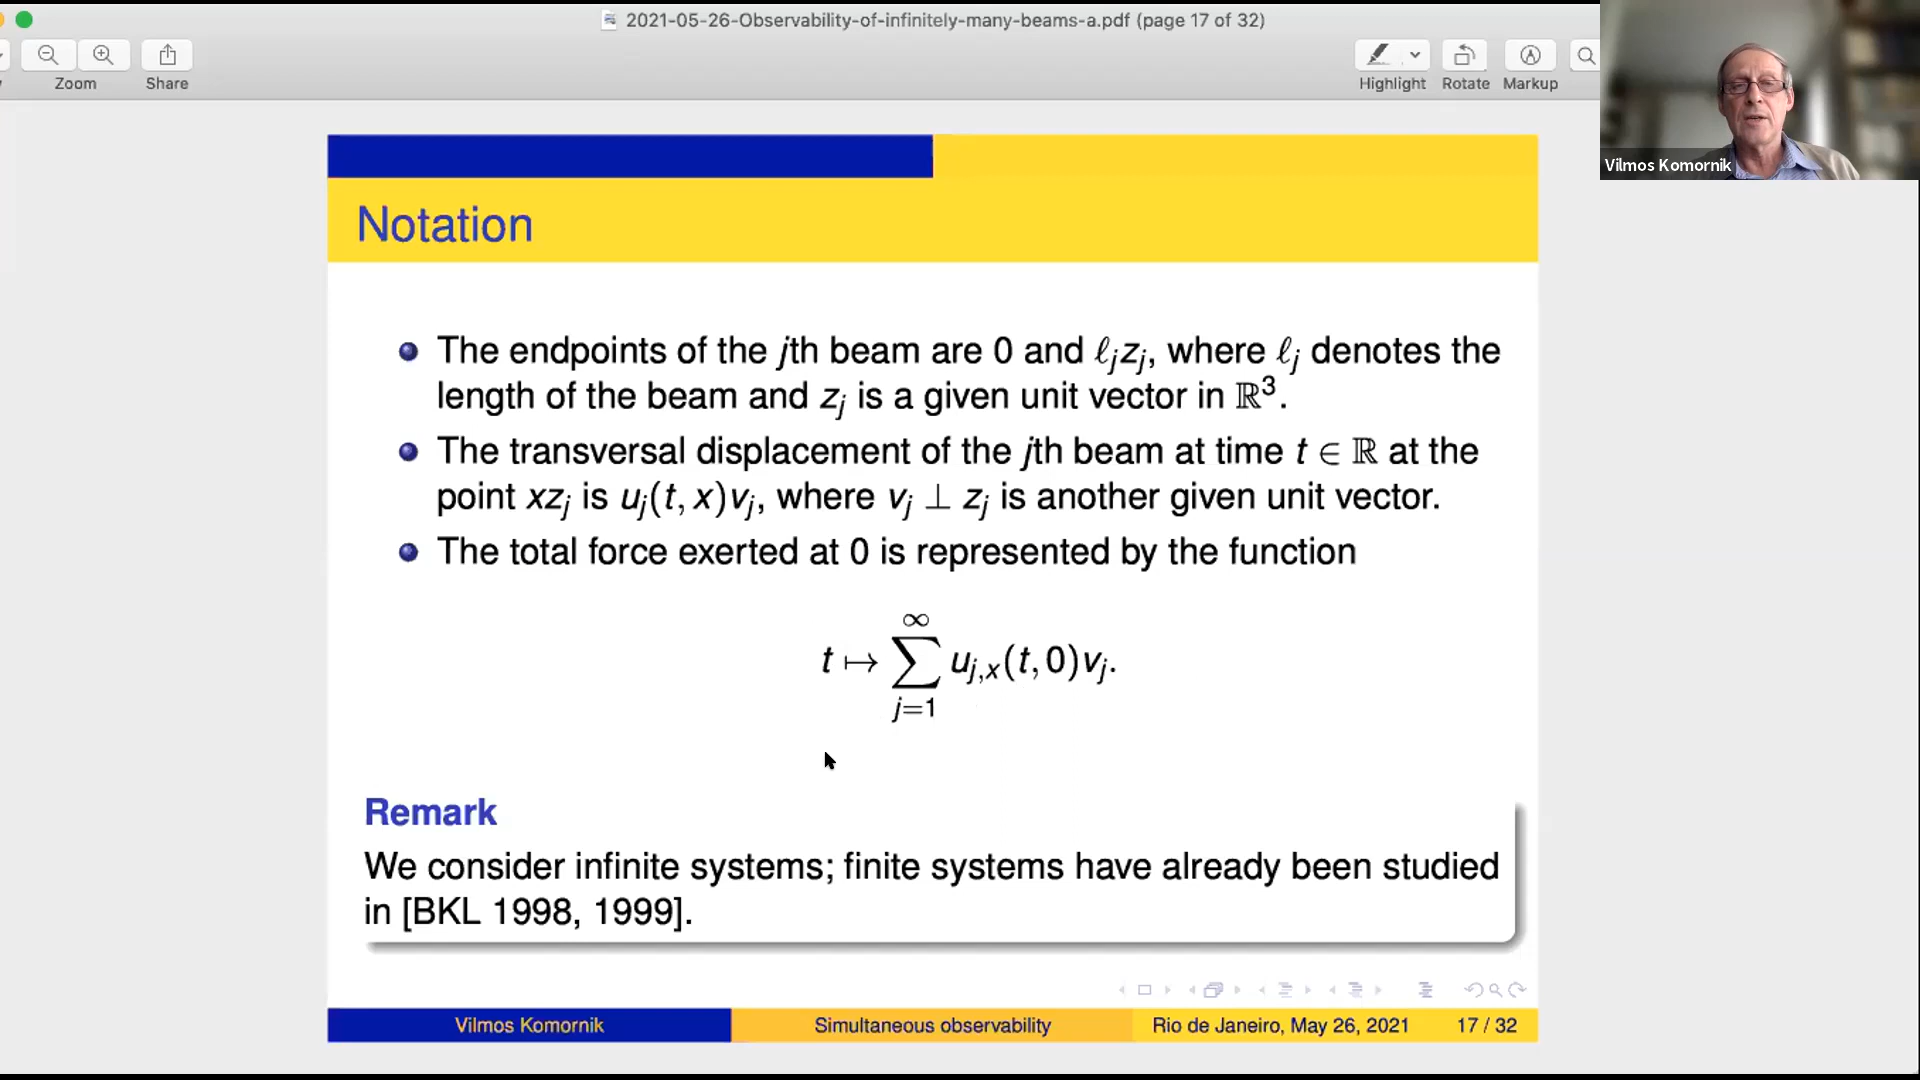 2021-05-26-Observability-of-infinitely-many-beams-a.pdf (page 17 of 32)
Zoom
Share
Highlight
Rotate
Markup
Vilmos Komornik
Notation
The endpoints of the jth beam are 0 and ℓ_j z_j, where ℓ_j denotes the
length of the beam and z_j is a given unit vector in ℝ³.
The transversal displacement of the jth beam at time t ∈ ℝ at the
point xz_j is u_j(t, x)v_j, where v_j ⊥ z_j is another given unit vector.
The total force exerted at 0 is represented by the function
t ↦ ∑_{j=1}^{∞} u_{j,x}(t, 0)v_j.
Remark
We consider infinite systems; finite systems have already been studied
in [BKL 1998, 1999].
Vilmos Komornik
Simultaneous observability
Rio de Janeiro, May 26, 2021
17 / 32